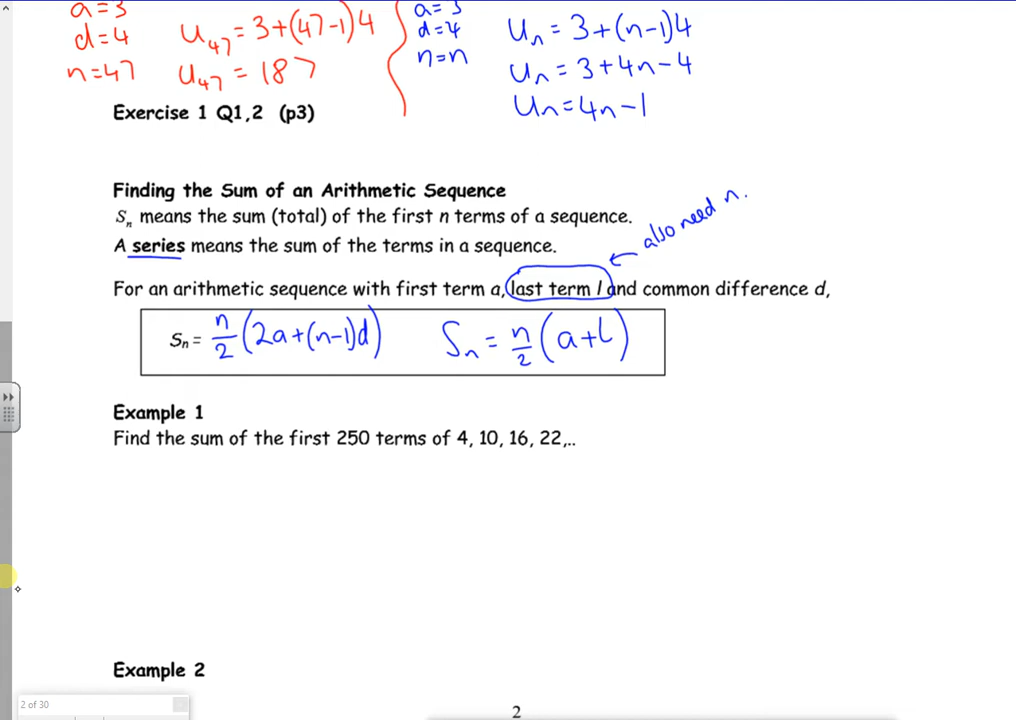 a = 3
d = 4
n = 47
U₄₇ = 3 + (47 - 1) 4
U₄₇ = 187
a = 3
d = 4
n = n
Uₙ = 3 + (n - 1) 4
Uₙ = 3 + 4n - 4
Uₙ = 4n - 1
Exercise 1 Q1,2 (p3)
Finding the Sum of an Arithmetic Sequence
Sₙ means the sum (total) of the first n terms of a sequence.
A series means the sum of the terms in a sequence.
also need n.
For an arithmetic sequence with first term a, last term l and common difference d,
Sₙ = n/2 (2a + (n-1)d) Sₙ = n/2 (a + L)
Example 1
Find the sum of the first 250 terms of 4, 10, 16, 22,..
Example 2
2 of 30
2